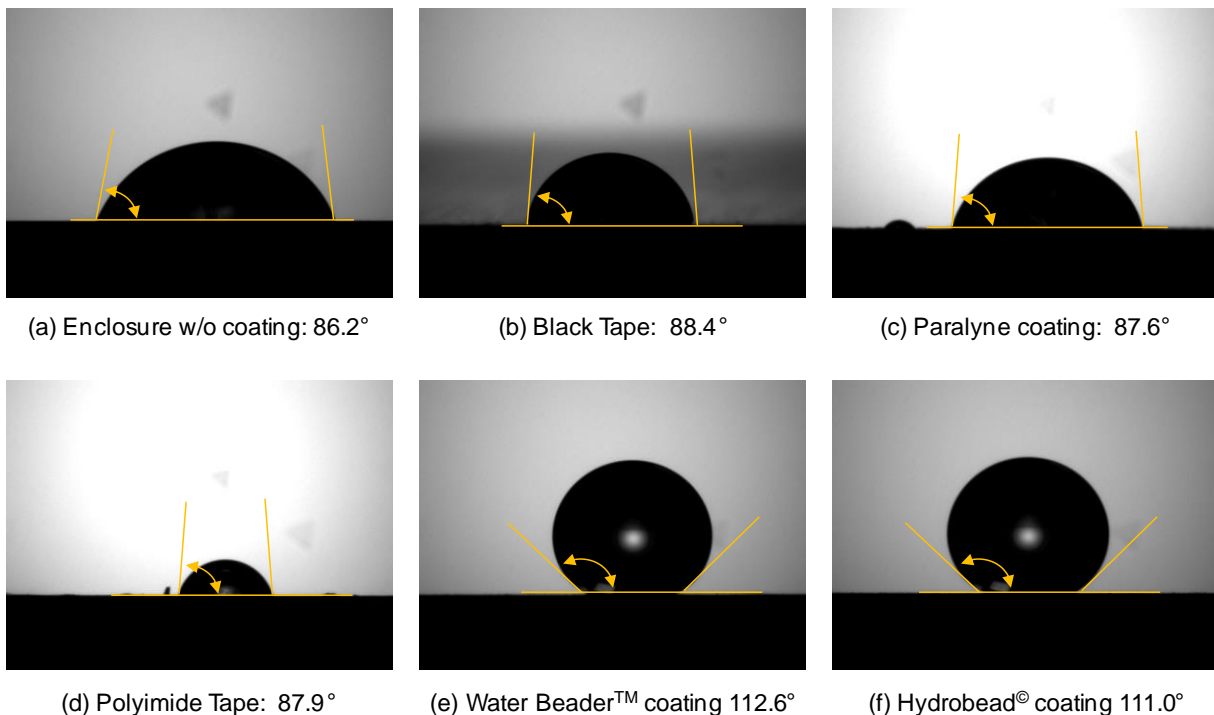 (a) Enclosure w/o coating: 86.2°
(b) Black Tape: 88.4°
(c) Paralyne coating: 87.6°
(d) Polyimide Tape: 87.9°
(e) Water Beader™ coating 112.6°
(f) Hydrobead© coating 111.0°